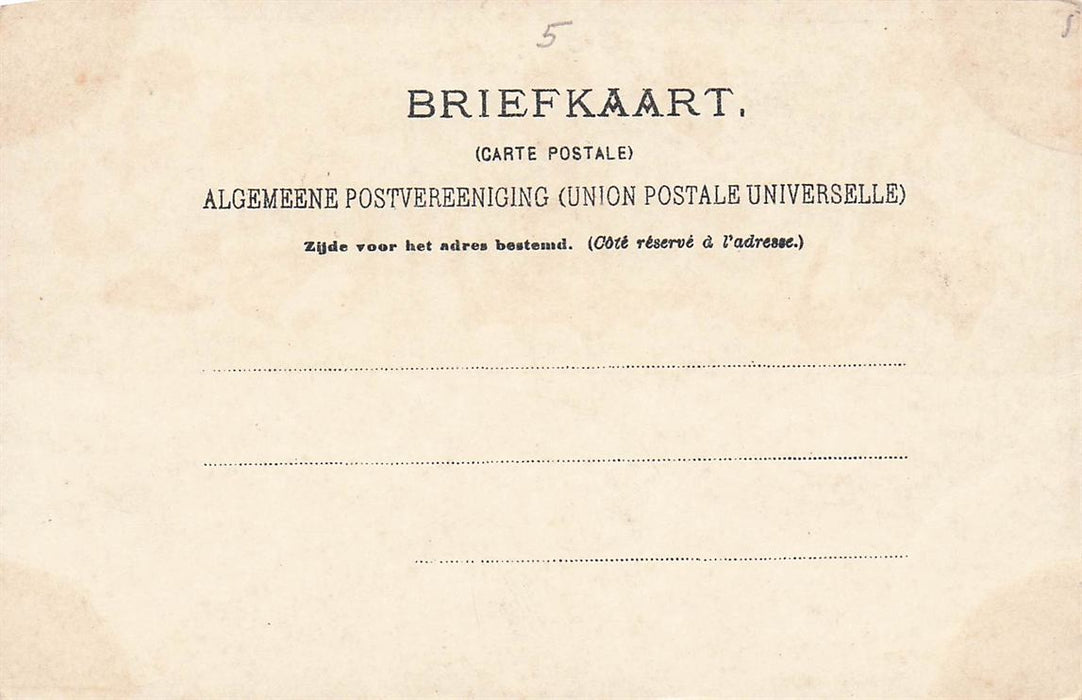 5
BRIEFKAART.
(CARTE POSTALE)
ALGEMEENE POSTVEREENIGING (UNION POSTALE UNIVERSELLE)
Zijde voor het adres bestemd. (Côté réservé à l'adresse.)